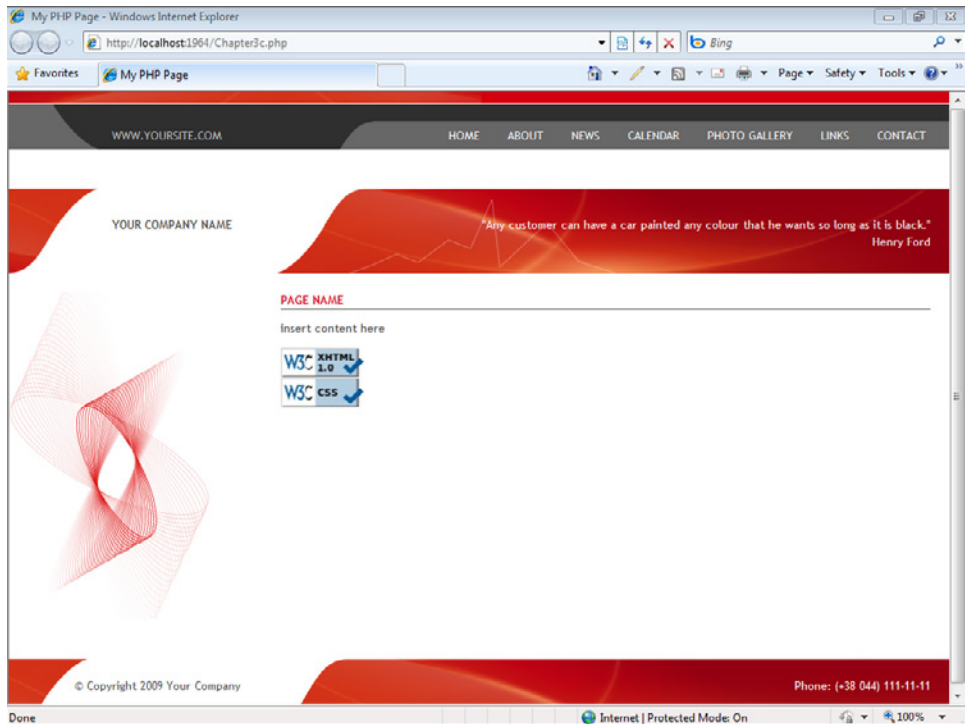 My PHP Page - Windows Internet Explorer
http://localhost:1964/Chapter3c.php
Bing
Favorites
My PHP Page
Page
Safety
Tools
WWW.YOURSITE.COM
HOME ABOUT NEWS CALENDAR PHOTO GALLERY LINKS CONTACT
YOUR COMPANY NAME
"Any customer can have a car painted any colour that he wants so long as it is black."
Henry Ford
PAGE NAME
Insert content here
W3C XHTML 1.0
W3C CSS
© Copyright 2009 Your Company
Phone: (+38 044) 111-11-11
Done
Internet | Protected Mode: On
100%